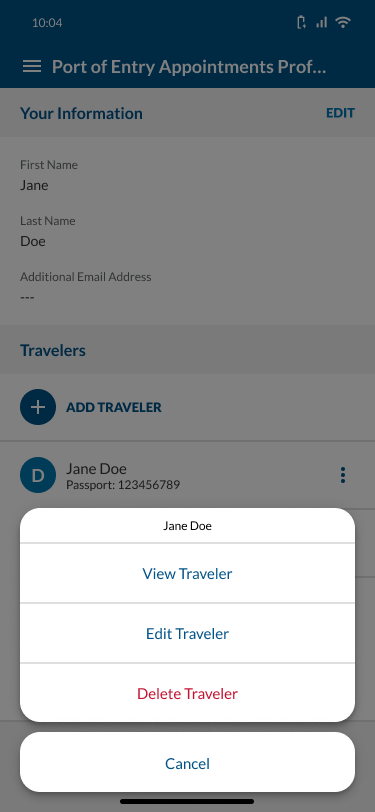 10:04
Port of Entry Appointments Prof...
Your Information
EDIT
First Name
Jane
Last Name
Doe
Additional Email Address
---
Travelers
ADD TRAVELER
D
Jane Doe
Passport: 123456789
Jane Doe
View Traveler
Edit Traveler
Delete Traveler
Cancel